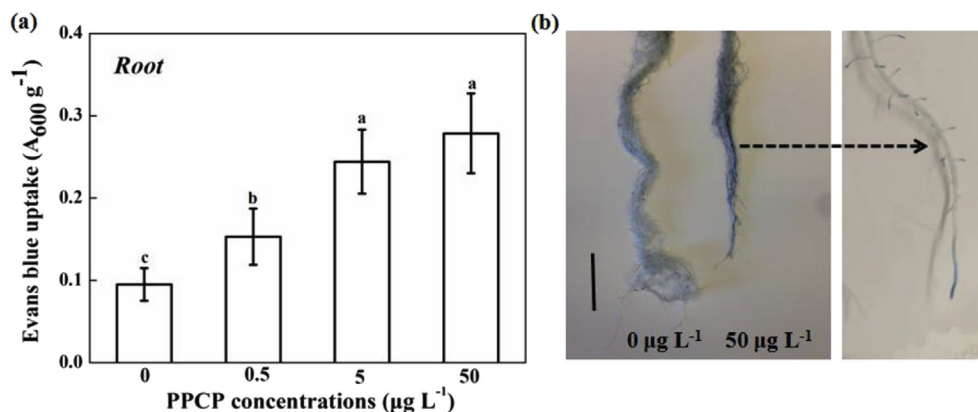 (a)
Evans blue uptake (A600 g-1)
0.4
0.3
0.2
0.1
0.0
Root
c
b
a
a
0
0.5
5
50
PPCP concentrations (µg L-1)
(b)
0 µg L-1
50 µg L-1